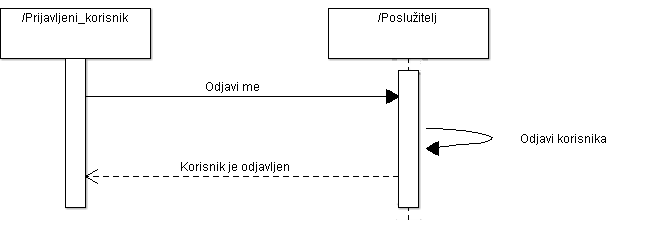 /Prijavljeni_korisnik
/Poslužitelj
Odjavi me
Odjavi korisnika
Korisnik je odjavljen